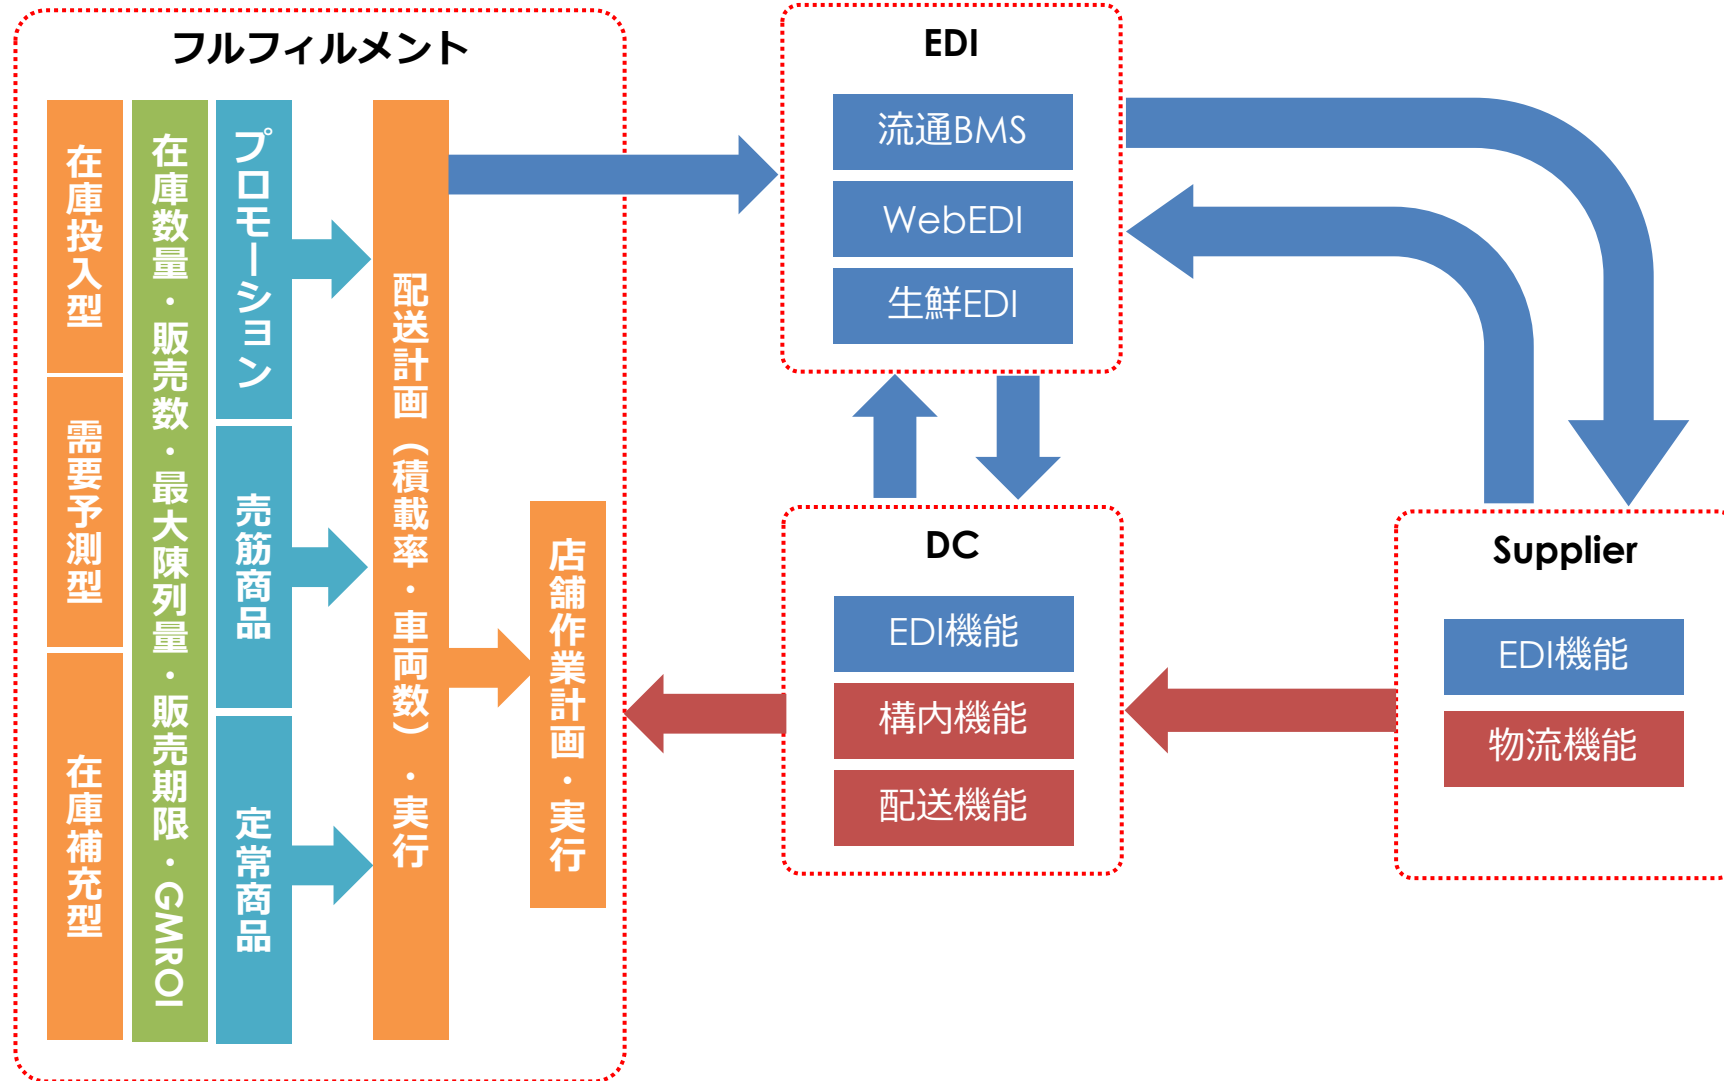 フルフィルメント
在庫投入型
需要予測型
在庫補充型
在庫数量・販売数・最大陳列量・販売期限・GMROI
プロモーション
売筋商品
定常商品
配送計画（積載率・車両数）・実行
店舗作業計画・実行
EDI
流通BMS
WebEDI
生鮮EDI
DC
EDI機能
構内機能
配送機能
Supplier
EDI機能
物流機能